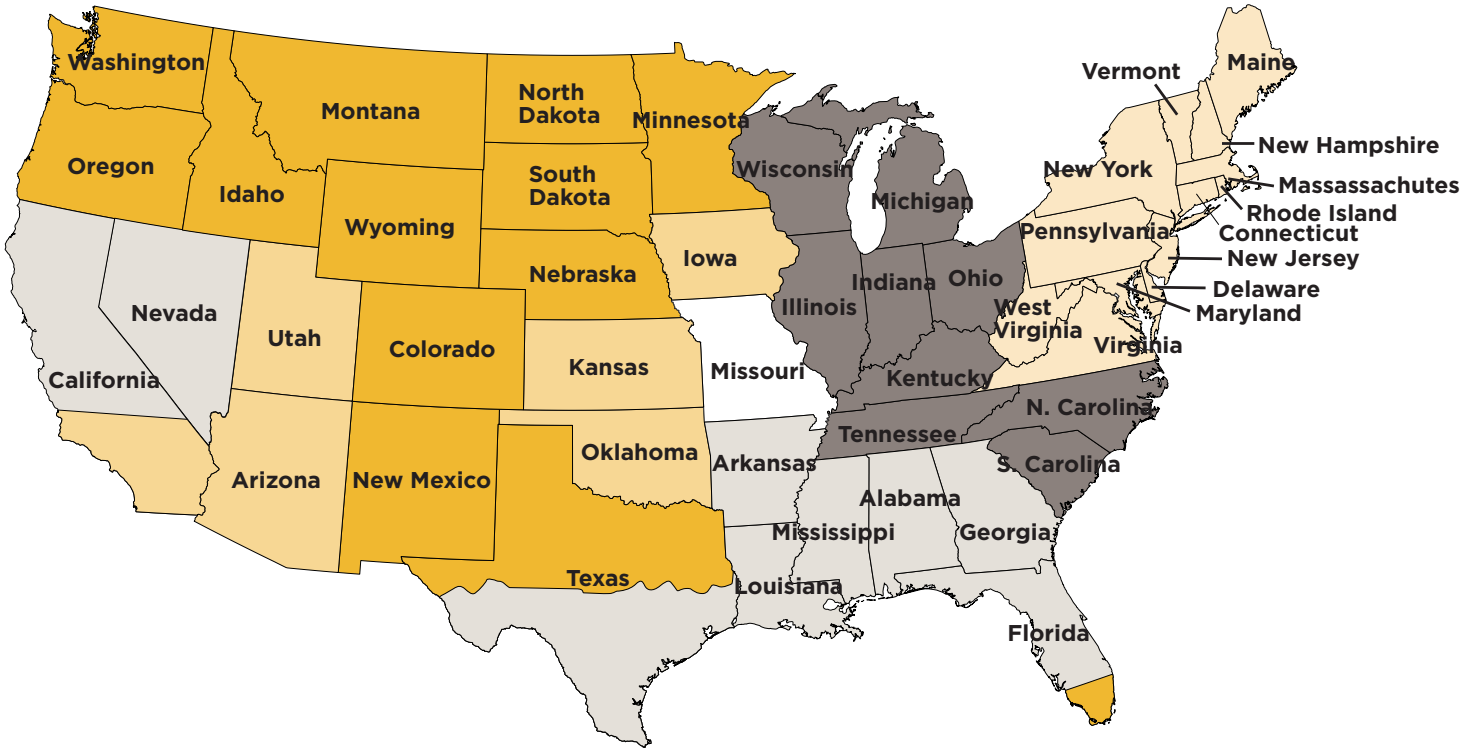 Washington
Montana
North
Dakota
Minnesota
Oregon
Idaho
South
Dakota
Wyoming
Wisconsin
Michigan
Vermont
Maine
New York
New Hampshire
Massassachutes
Rhode Island
Connecticut
Pennsylvania
New Jersey
Delaware
Maryland
Nebraska
Iowa
Illinois
Indiana
Ohio
West
Virginia
Virginia
Nevada
Utah
Colorado
Kansas
Missouri
Kentucky
California
N. Carolina
Tennessee
S. Carolina
Arizona
New Mexico
Oklahoma
Arkansas
Alabama
Mississippi
Georgia
Texas
Louisiana
Florida